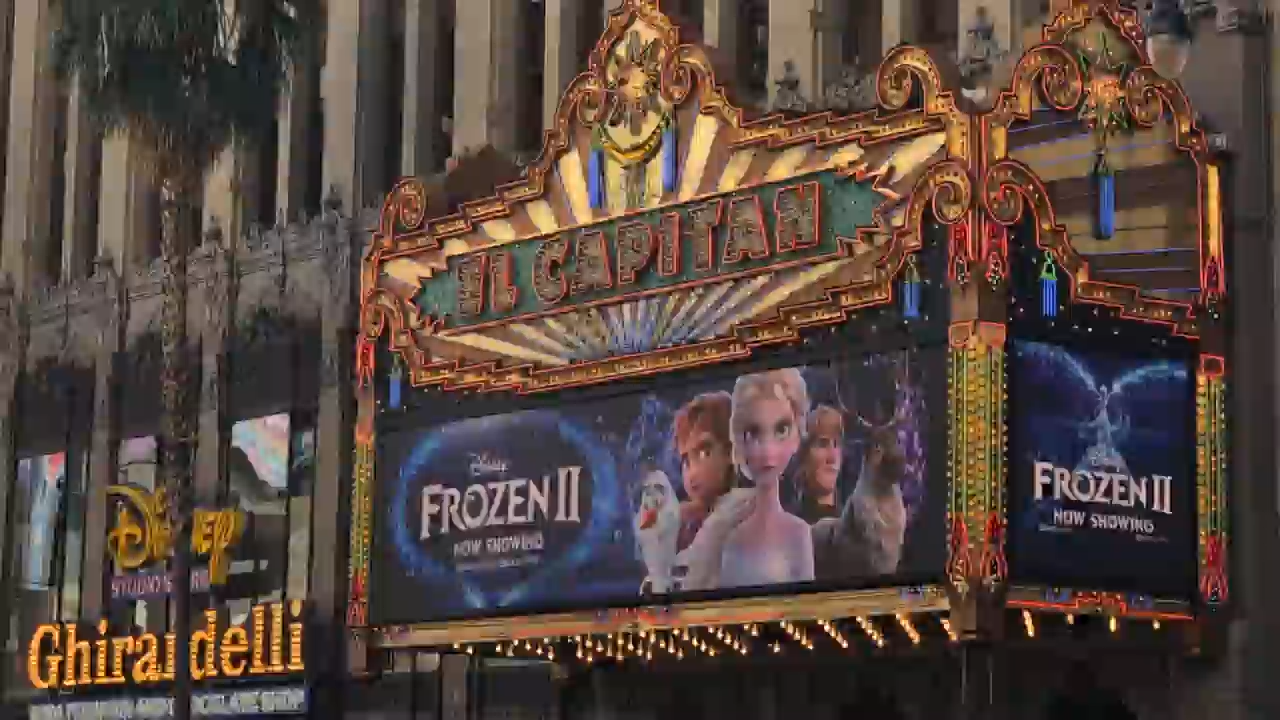 EL CAPITAN
Disney
FROZEN II
NOW SHOWING
Disney
FROZEN II
NOW SHOWING
Ghirardelli